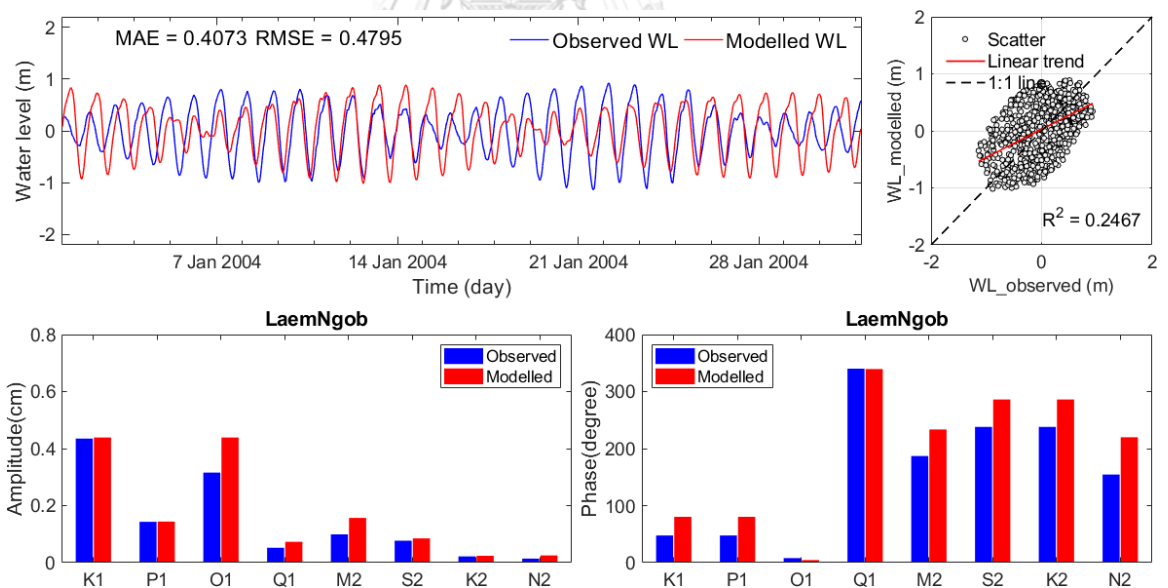 MAE = 0.4073 RMSE = 0.4795
Observed WL
Modelled WL
2
1
0
-1
-2
Water level (m)
7 Jan 2004
14 Jan 2004
21 Jan 2004
28 Jan 2004
Time (day)
Scatter
Linear trend
1:1 line
2
1
0
-1
-2
WL_modelled (m)
R² = 0.2467
-2
0
2
WL_observed (m)
LaemNgob
Observed
Modelled
0.8
0.6
0.4
0.2
0
Amplitude(cm)
K1 P1 O1 Q1 M2 S2 K2 N2
LaemNgob
Observed
Modelled
400
300
200
100
0
Phase(degree)
K1 P1 O1 Q1 M2 S2 K2 N2